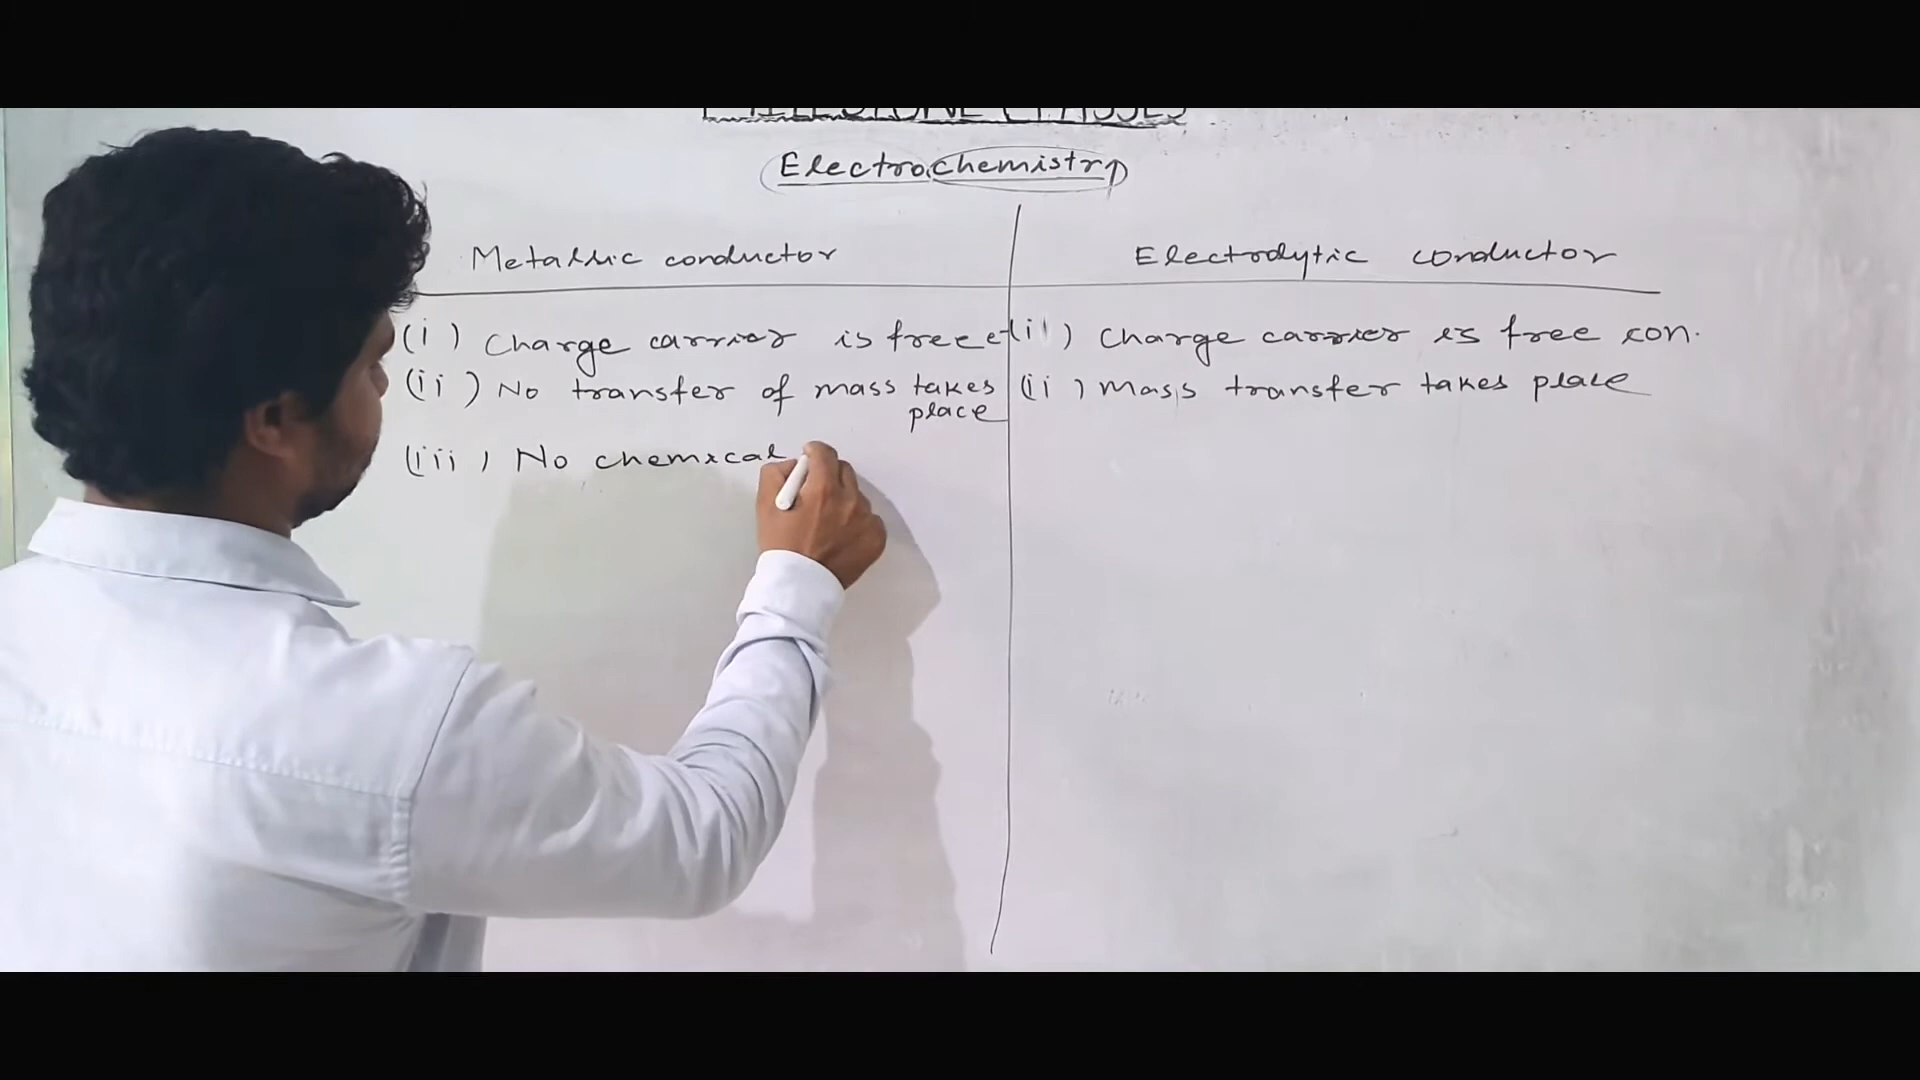 Electrochemistry
Metallic conductor
Electrolytic conductor
(i) Charge carrier is free e-
(i) Charge carrier is free ion.
(ii) No transfer of mass takes
place
(ii) Mass transfer takes place
(iii) No chemical